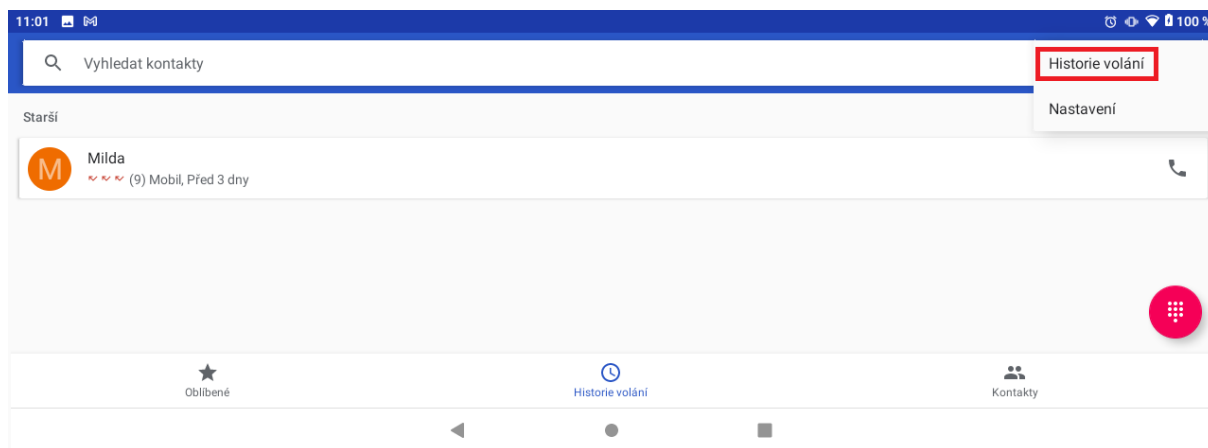 11:01 100 %
Vyhledat kontakty
Historie volání
Nastavení
Starší
M
Milda
(9) Mobil, Před 3 dny
Oblíbené
Historie volání
Kontakty